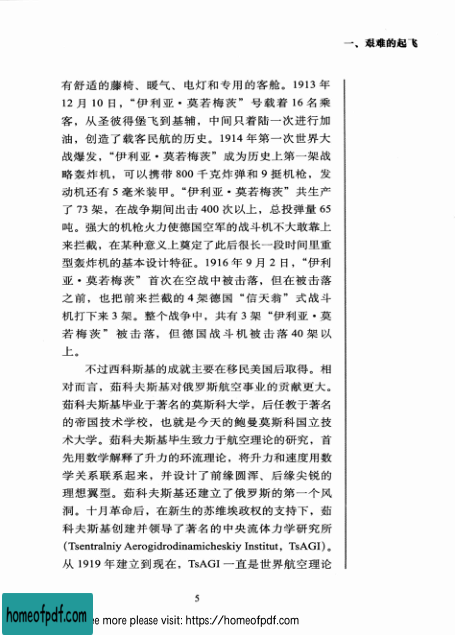 一、艰难的起飞
有舒适的藤椅、暖气、电灯和专用的客舱。1913 年
12 月 10 日，“伊利亚·莫若梅茨”号载着 16 名乘
客，从圣彼得堡飞到基辅，中间只着陆一次进行加
油，创造了载客民航的历史。1914 年第一次世界大
战爆发，“伊利亚·莫若梅茨”成为历史上第一架战
略轰炸机，可以携带 800 千克炸弹和 9 挺机枪，发
动机还有 5 毫米装甲。“伊利亚·莫若梅茨”共生产
了 73 架，在战争期间出击 400 次以上，总投弹量 65
吨。强大的机枪火力使德国空军的战斗机不大敢靠上
来拦截，在某种意义上奠定了此后很长一段时间里重
型轰炸机的基本设计特征。1916 年 9 月 2 日，“伊利
亚·莫若梅茨”首次在空战中被击落，但在被击落
之前，也把前来拦截的 4 架德国“信天翁”式战斗
机打下来 3 架。整个战争中，共有 3 架“伊利亚·莫
若梅茨”被击落，但德国战斗机被击落 40 架以
上。
不过西科斯基的成就主要在移民美国后取得。相
对而言，茹科夫斯基对俄罗斯航空事业的贡献更大。
茹科夫斯基毕业于著名的莫斯科大学，后任教于著名
的帝国技术学校，也就是今天的鲍曼莫斯科国立技
术大学。茹科夫斯基毕生致力于航空理论的研究，首
先用数学解释了升力的环流理论，将升力和速度用数
学关系联系起来，并设计了前缘圆浑、后缘尖锐的
理想翼型。茹科夫斯基还建立了俄罗斯的第一个风
洞。十月革命后，在新生的苏维埃政权的支持下，茹
科夫斯基创建并领导了著名的中央流体力学研究所
(Tsentralniy Aerogidrodinamicheskiy Institut，TsAGI)。
从 1919 年建立到现在，TsAGI 一直是世界航空理论
5
homeofpdf.com
ee more please visit: https://homeofpdf.com